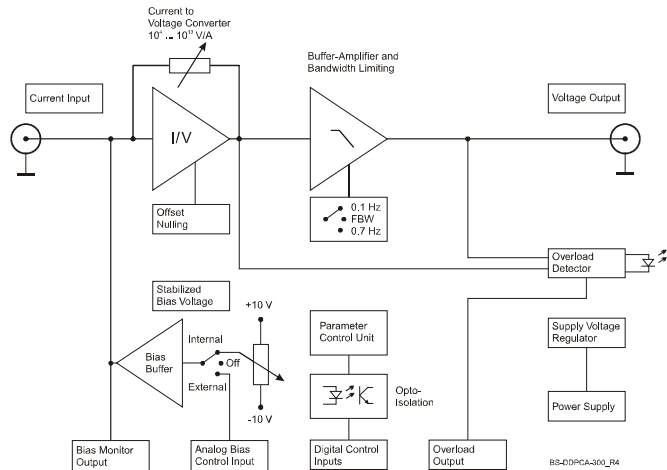 Current to
Voltage Converter
10⁴ .. 10¹³ V/A
Buffer-Amplifier and
Bandwidth Limiting
Current Input
Voltage Output
I/V
Offset
Nulling
0.1 Hz
FBW
0.7 Hz
Overload
Detector
Stabilized
Bias Voltage
+10 V
Internal
Bias
Buffer
Off
External
-10 V
Parameter
Control Unit
Opto-
Isolation
Supply Voltage
Regulator
Power Supply
Bias Monitor
Output
Analog Bias
Control Input
Digital Control
Inputs
Overload
Output
BS-DDPCA-300_R4